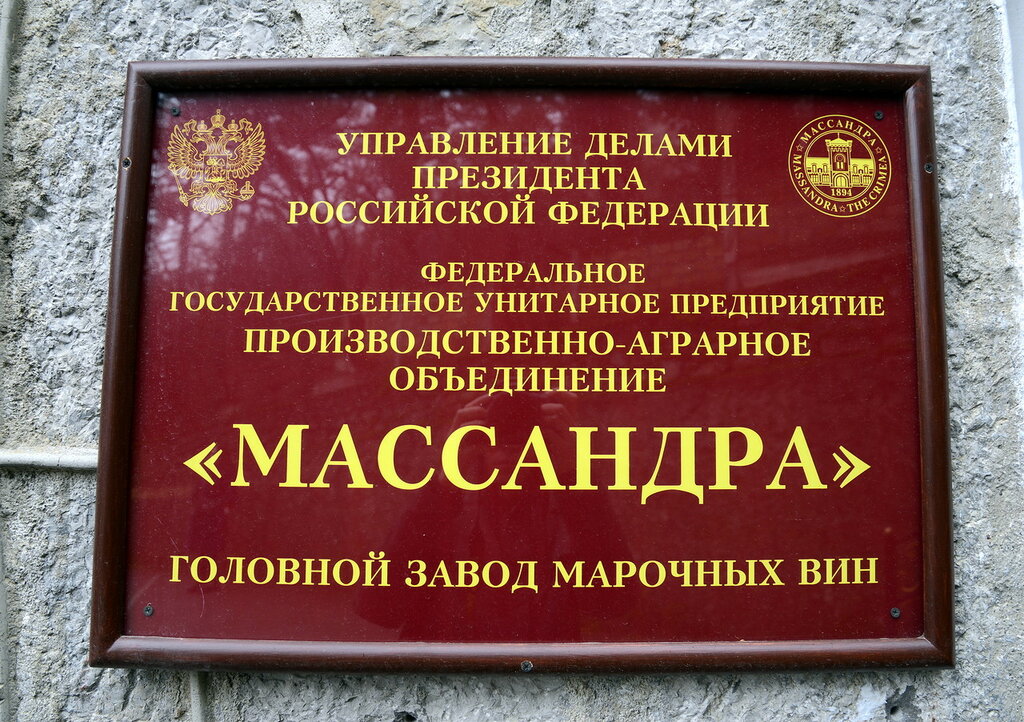 УПРАВЛЕНИЕ ДЕЛАМИ
ПРЕЗИДЕНТА
РОССИЙСКОЙ ФЕДЕРАЦИИ
МАССАНДРА
1894
MASSANDRA THE CRIMEA
ФЕДЕРАЛЬНОЕ
ГОСУДАРСТВЕННОЕ УНИТАРНОЕ ПРЕДПРИЯТИЕ
ПРОИЗВОДСТВЕННО-АГРАРНОЕ
ОБЪЕДИНЕНИЕ
«МАССАНДРА»
ГОЛОВНОЙ ЗАВОД МАРОЧНЫХ ВИН